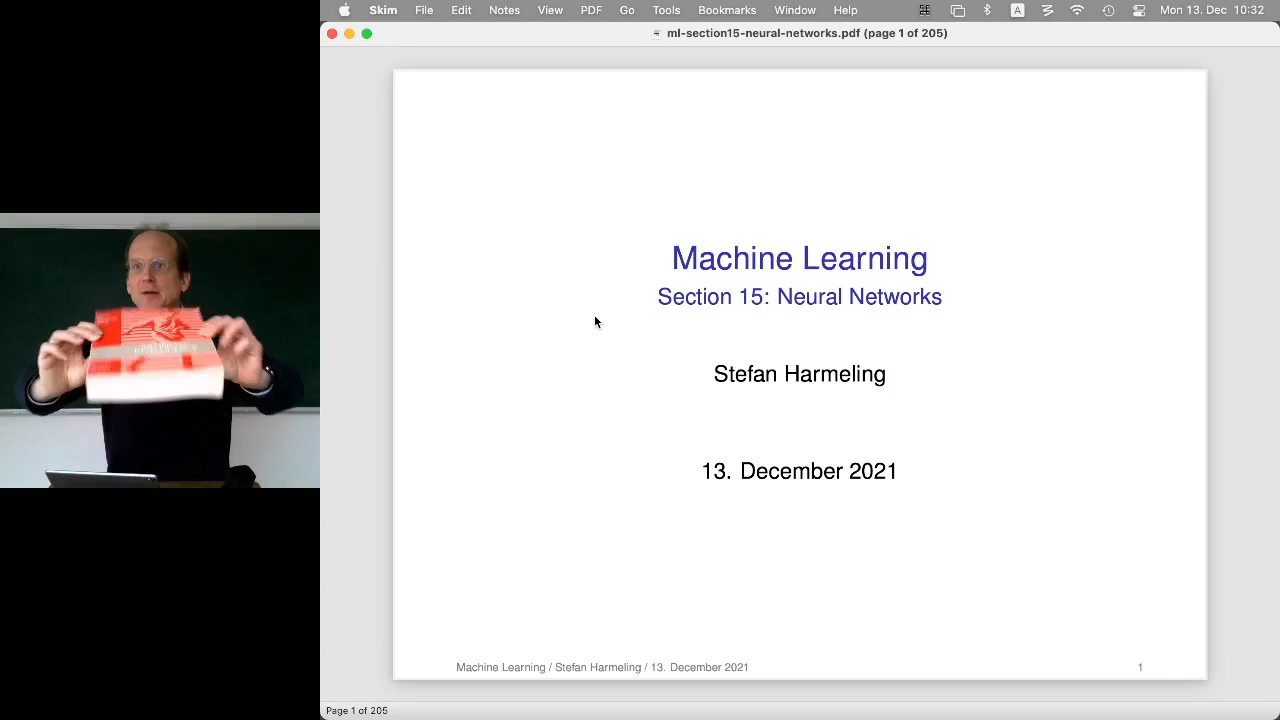 Skim File Edit Notes View PDF Go Tools Bookmarks Window Help A Mon 13. Dec 10:32
ml-section15-neural-networks.pdf (page 1 of 205)
Machine Learning
Section 15: Neural Networks
Stefan Harmeling
13. December 2021
Machine Learning / Stefan Harmeling / 13. December 2021 1
Page 1 of 205